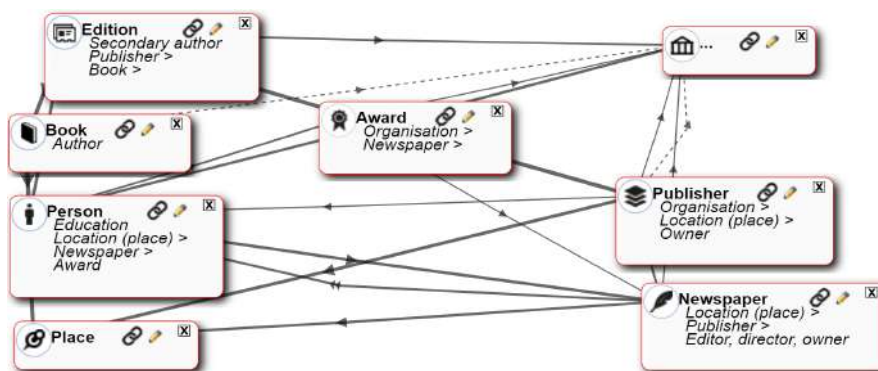 Edition
Secondary author
Publisher >
Book >
...
Book
Author
Award
Organisation >
Newspaper >
Person
Education
Location (place) >
Newspaper >
Award
Publisher
Organisation >
Location (place) >
Owner
Place
Newspaper
Location (place) >
Publisher >
Editor, director, owner
X
X
X
X
X
X
X
X